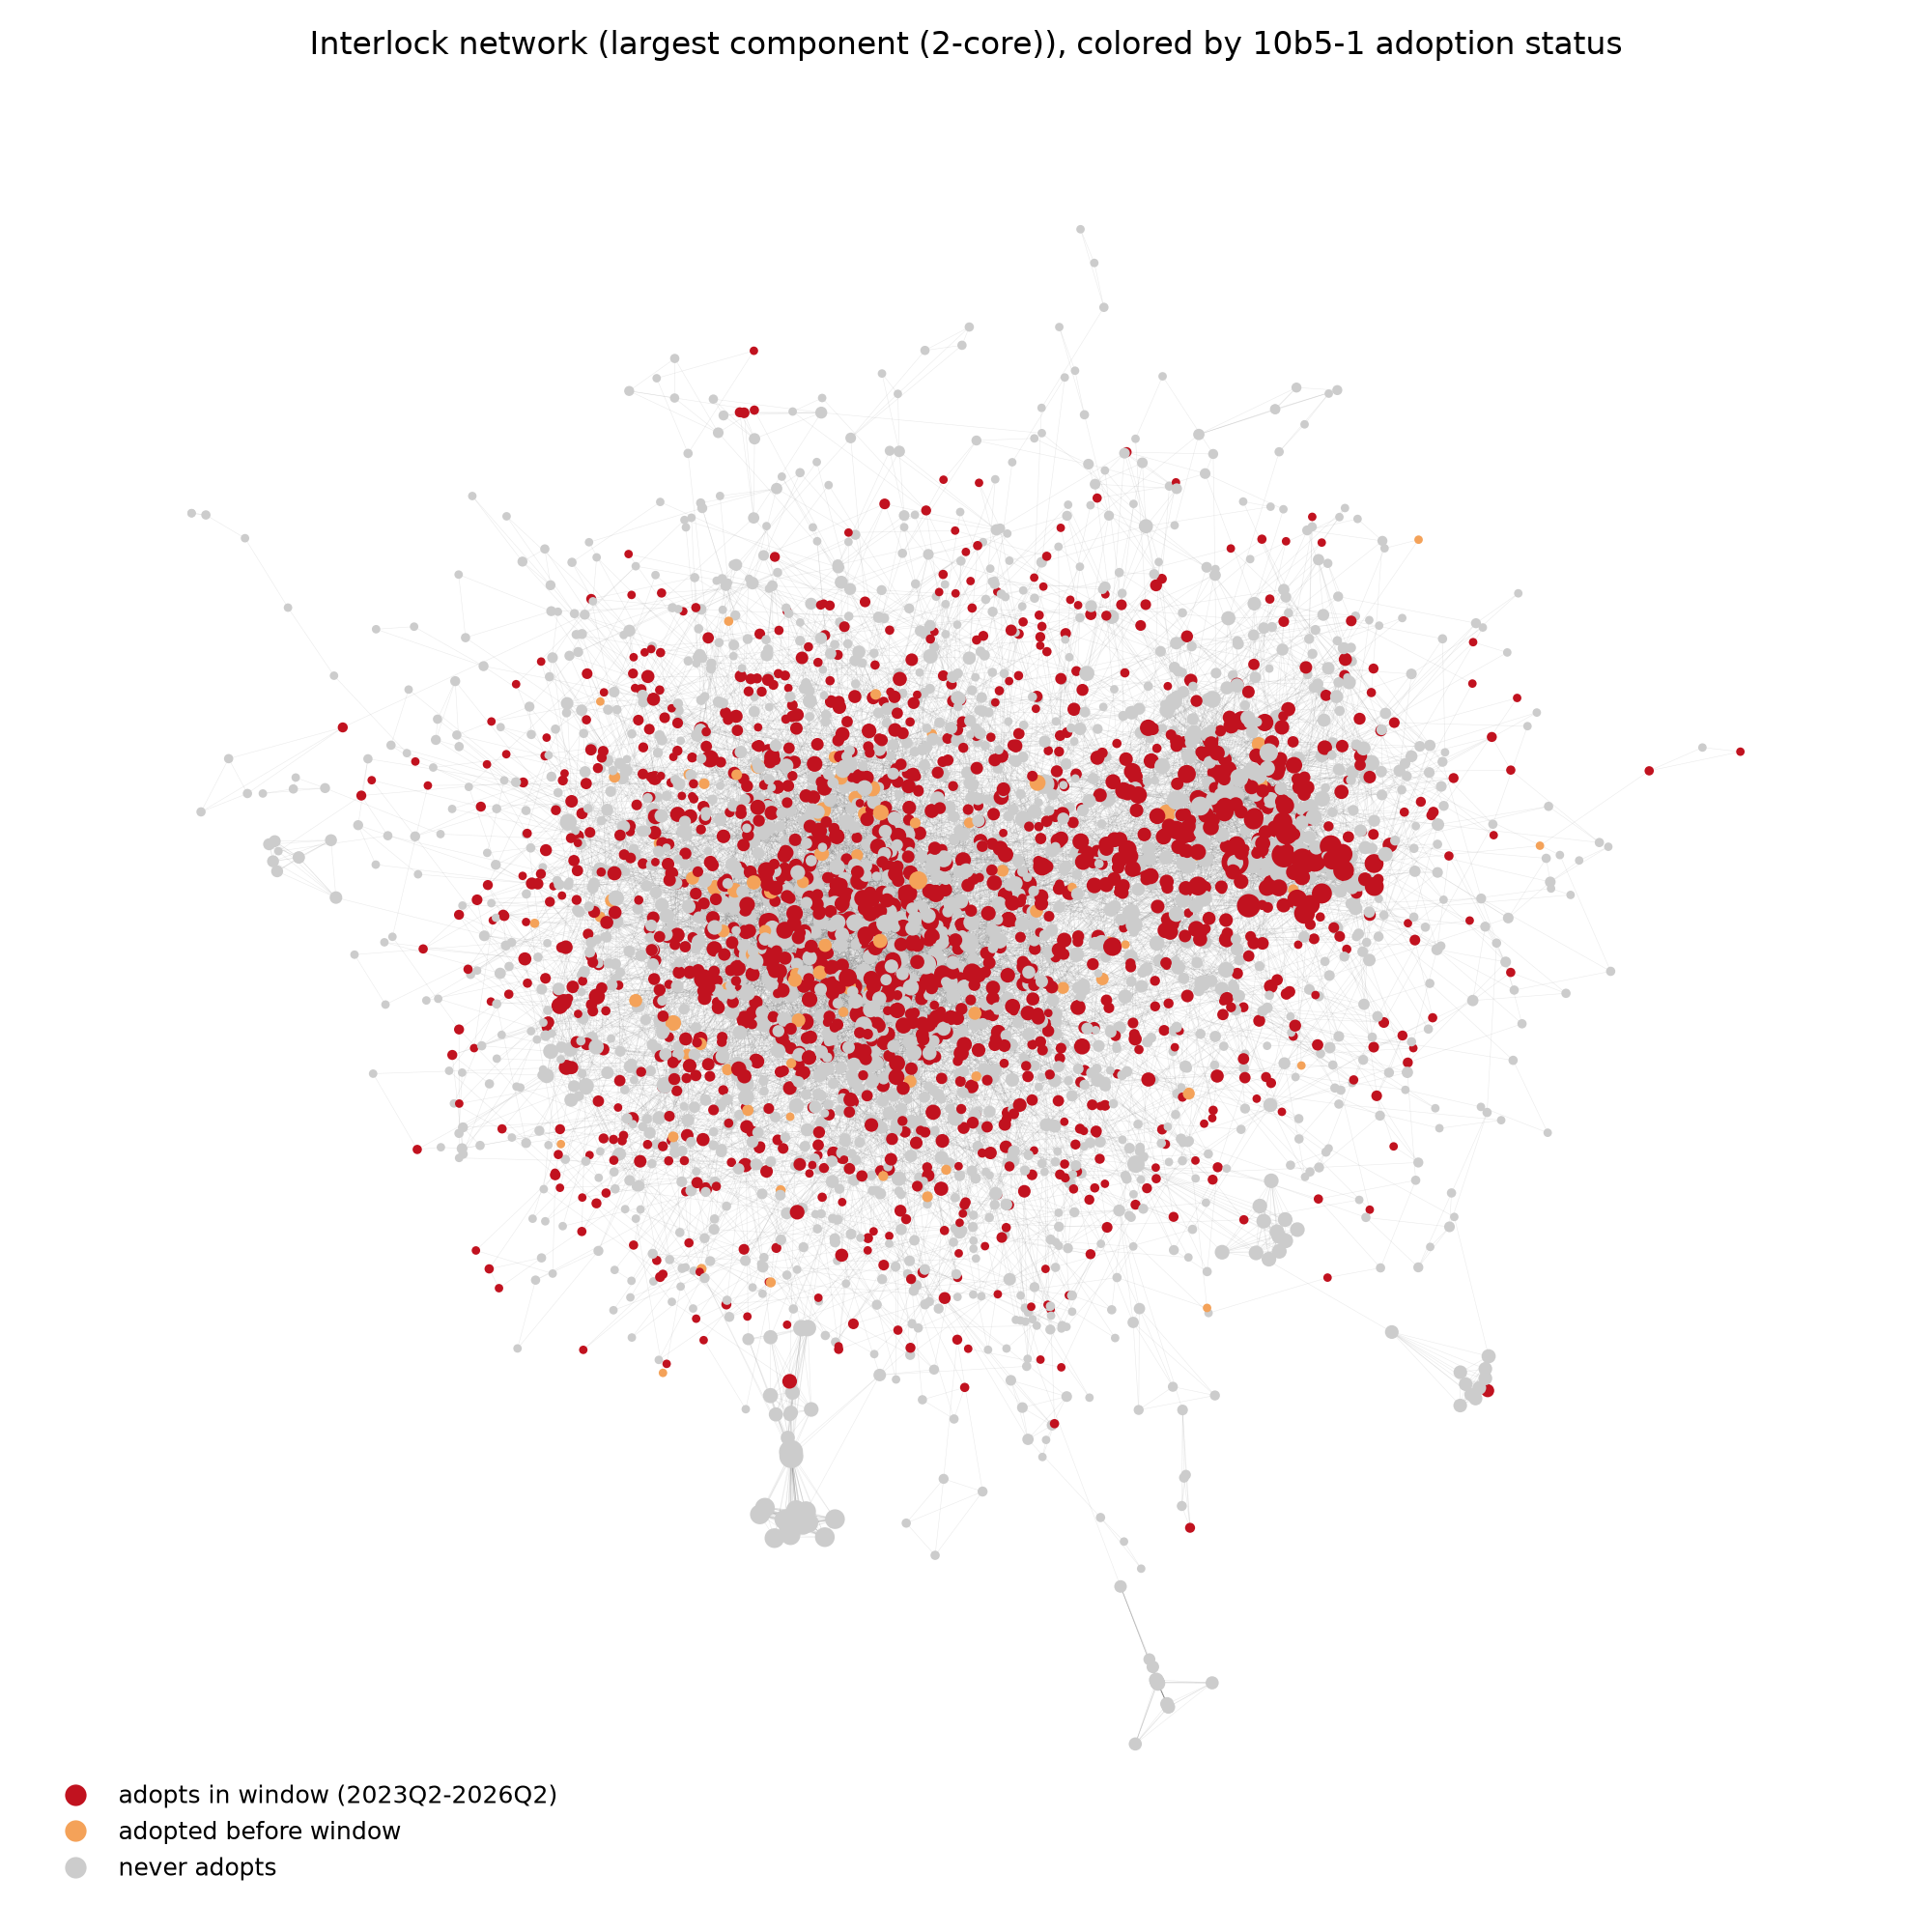 Interlock network (largest component (2-core)), colored by 10b5-1 adoption status
adopts in window (2023Q2-2026Q2)
adopted before window
never adopts